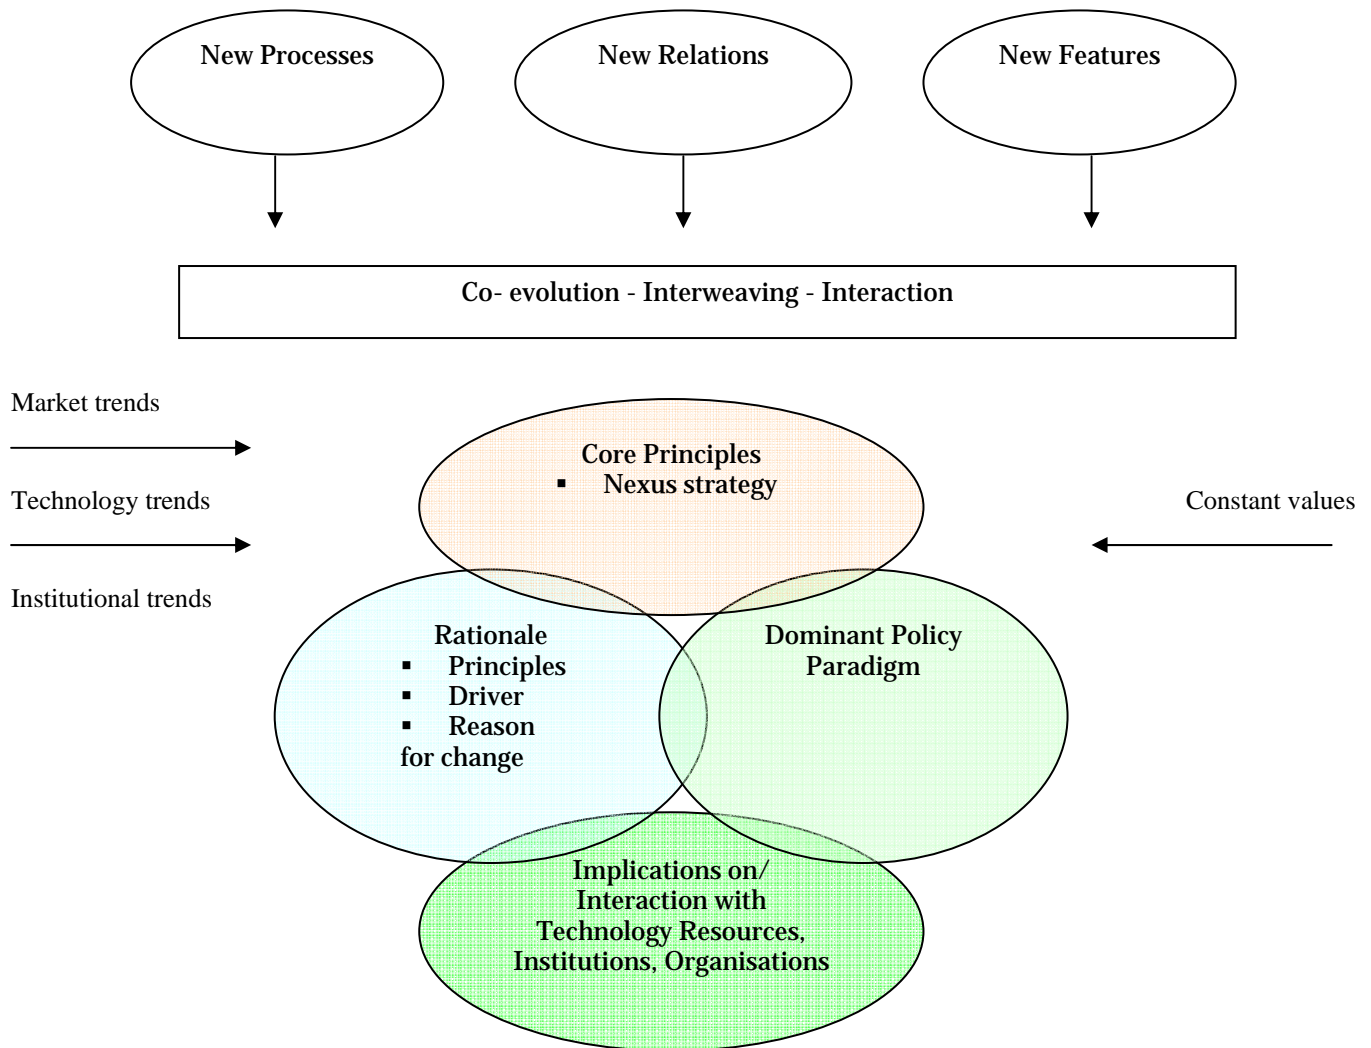 New Processes
New Relations
New Features
Co- evolution - Interweaving - Interaction
Market trends
Technology trends
Institutional trends
Constant values
Core Principles
▪ Nexus strategy
Rationale
▪ Principles
▪ Driver
▪ Reason
for change
Dominant Policy
Paradigm
Implications on/
Interaction with
Technology Resources,
Institutions, Organisations